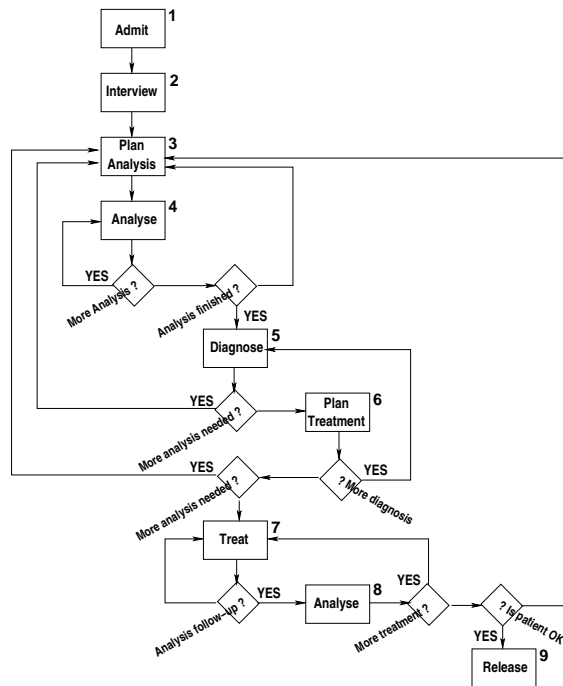 1
Admit
2
Interview
3
Plan
Analysis
4
Analyse
YES
More Analysis ?
Analysis finished ?
YES
5
Diagnose
YES
More analysis needed ?
6
Plan
Treatment
YES
? More diagnosis
YES
More analysis needed ?
7
Treat
YES
Analysis follow-up ?
8
Analyse
YES
More treatment ?
? Is patient OK
YES
9
Release